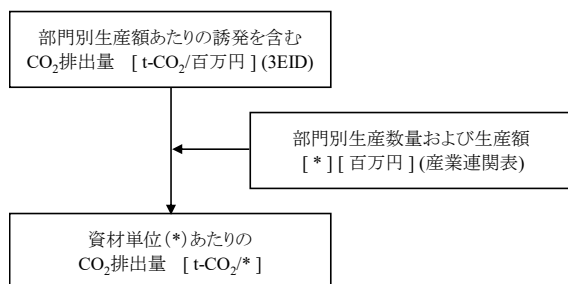 部門別生産額あたりの誘発を含む
CO₂排出量 [ t-CO₂/百万円 ] (3EID)
部門別生産数量および生産額
[ * ] [ 百万円 ] (産業連関表)
資材単位(*)あたりの
CO₂排出量 [ t-CO₂/* ]